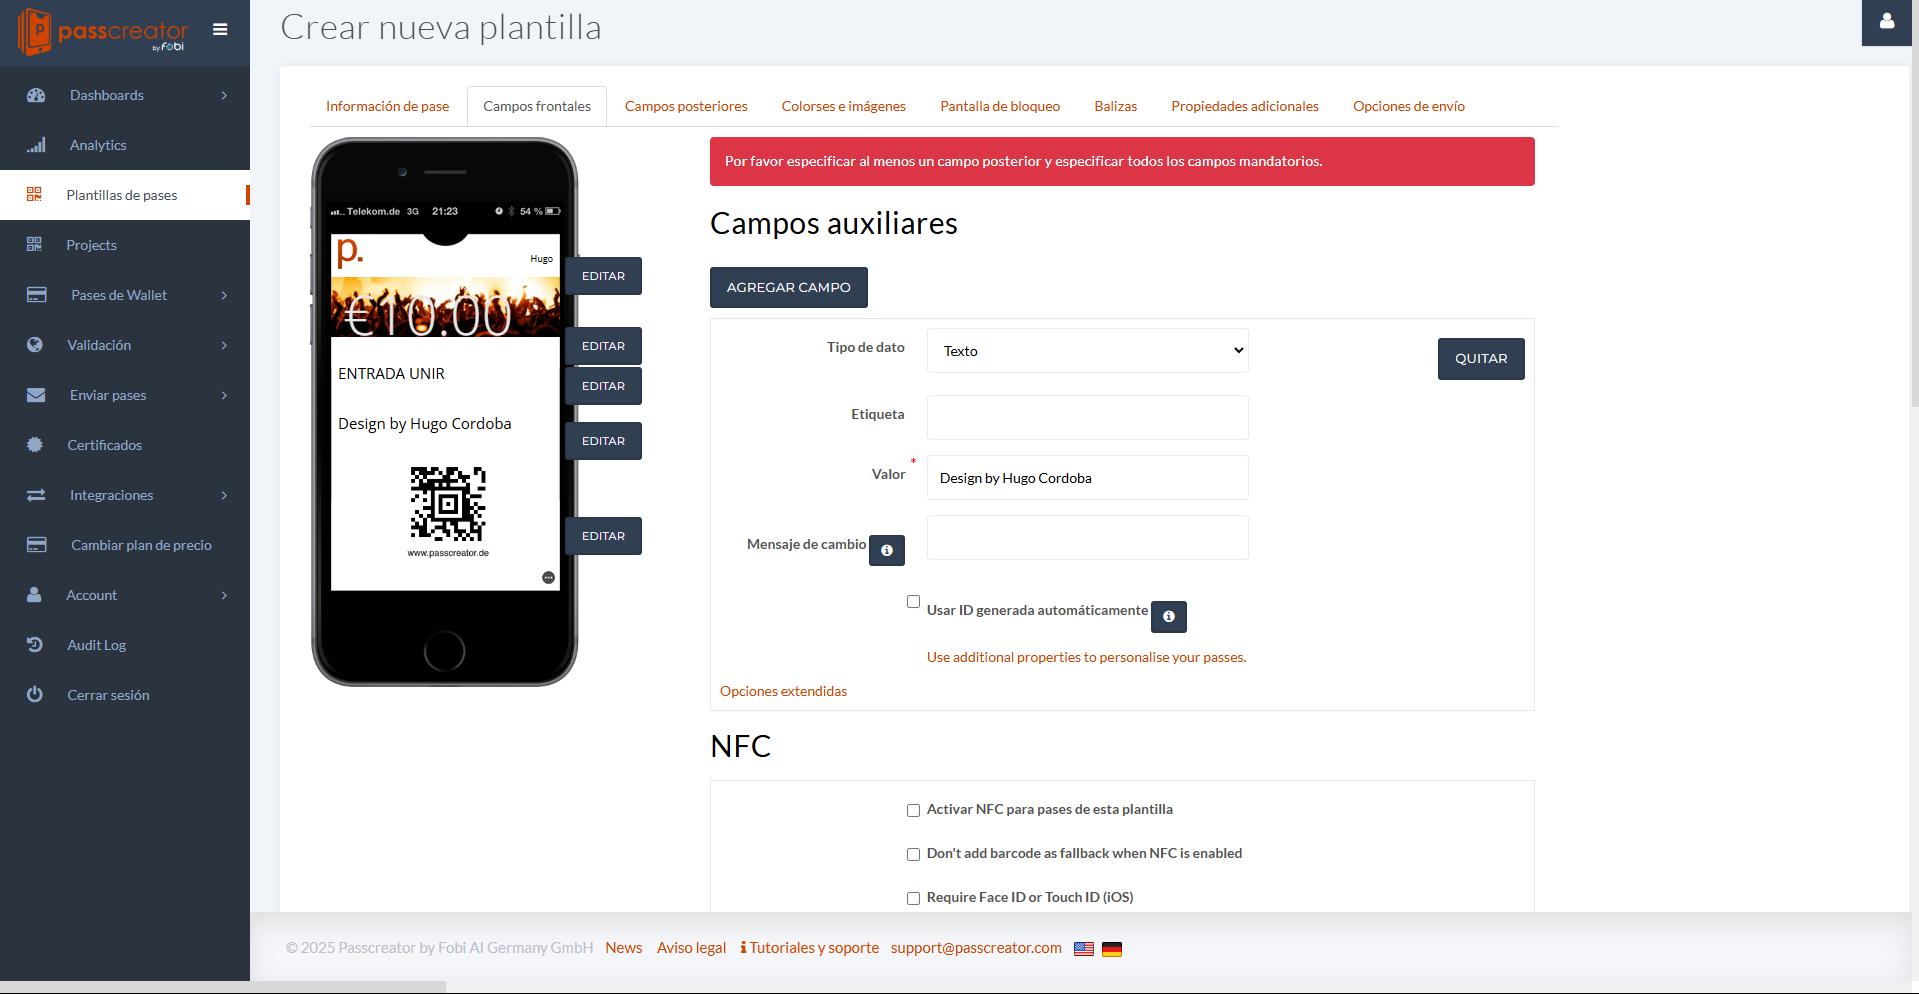 passcreator
by fobi
Crear nueva plantilla
Dashboards
Analytics
Plantillas de pases
Projects
Pases de Wallet
Validación
Enviar pases
Certificados
Integraciones
Cambiar plan de precio
Account
Audit Log
Cerrar sesión
Información de pase
Campos frontales
Campos posteriores
Colorses e imágenes
Pantalla de bloqueo
Balizas
Propiedades adicionales
Opciones de envío
Telekom.de 3G 21:23 54 %
p.
Hugo
€10.00
ENTRADA UNIR
Design by Hugo Cordoba
www.passcreator.de
EDITAR
EDITAR
EDITAR
EDITAR
EDITAR
Por favor especificar al menos un campo posterior y especificar todos los campos mandatorios.
Campos auxiliares
AGREGAR CAMPO
Tipo de dato
Texto
QUITAR
Etiqueta
Valor *
Design by Hugo Cordoba
Mensaje de cambio
Usar ID generada automáticamente
Use additional properties to personalise your passes.
Opciones extendidas
NFC
Activar NFC para pases de esta plantilla
Don't add barcode as fallback when NFC is enabled
Require Face ID or Touch ID (iOS)
© 2025 Passcreator by Fobi AI Germany GmbH News Aviso legal Tutoriales y soporte support@passcreator.com